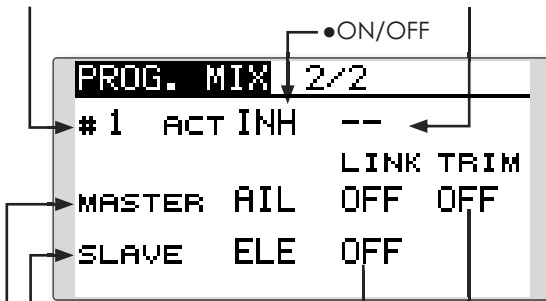 ●ON/OFF
PROG. MIX 2/2
#1 ACT INH --
LINK TRIM
MASTER AIL OFF OFF
SLAVE ELE OFF